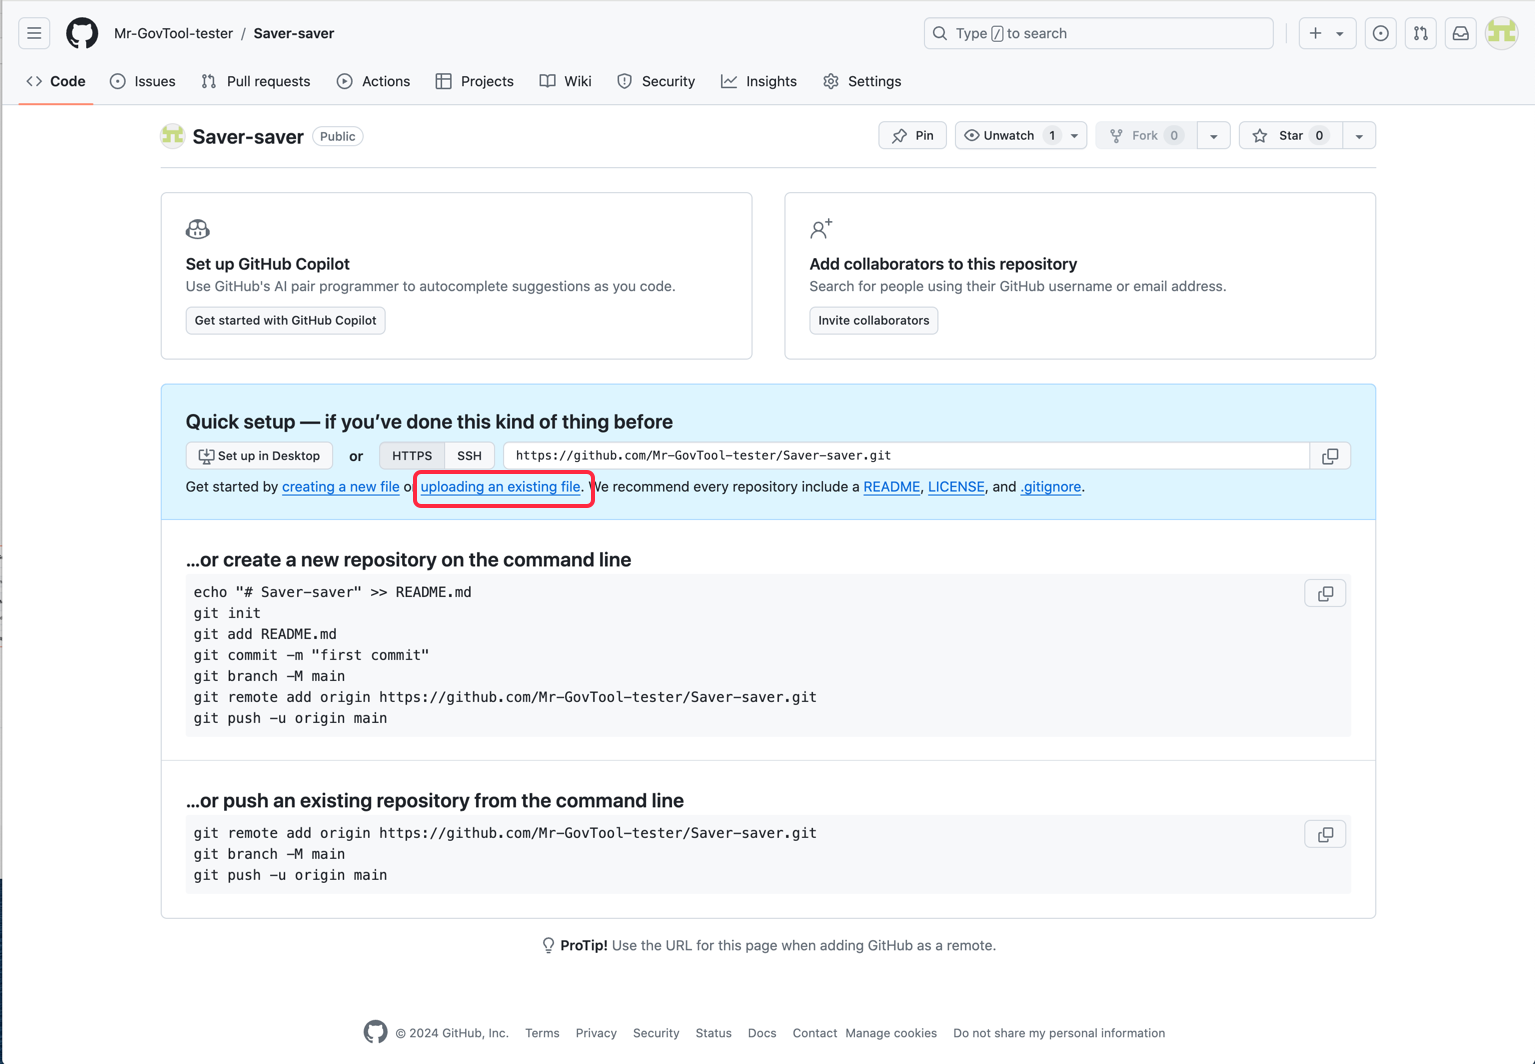 Mr-GovTool-tester / Saver-saver
Type / to search
Code Issues Pull requests Actions Projects Wiki Security Insights Settings
Saver-saver Public
Pin Unwatch 1 Fork 0 Star 0
Set up GitHub Copilot
Use GitHub's AI pair programmer to autocomplete suggestions as you code.
Get started with GitHub Copilot
Add collaborators to this repository
Search for people using their GitHub username or email address.
Invite collaborators
Quick setup — if you’ve done this kind of thing before
Set up in Desktop or HTTPS SSH https://github.com/Mr-GovTool-tester/Saver-saver.git
Get started by creating a new file or uploading an existing file. We recommend every repository include a README, LICENSE, and .gitignore.
…or create a new repository on the command line
echo "# Saver-saver" >> README.md
git init
git add README.md
git commit -m "first commit"
git branch -M main
git remote add origin https://github.com/Mr-GovTool-tester/Saver-saver.git
git push -u origin main
…or push an existing repository from the command line
git remote add origin https://github.com/Mr-GovTool-tester/Saver-saver.git
git branch -M main
git push -u origin main
ProTip! Use the URL for this page when adding GitHub as a remote.
© 2024 GitHub, Inc. Terms Privacy Security Status Docs Contact Manage cookies Do not share my personal information